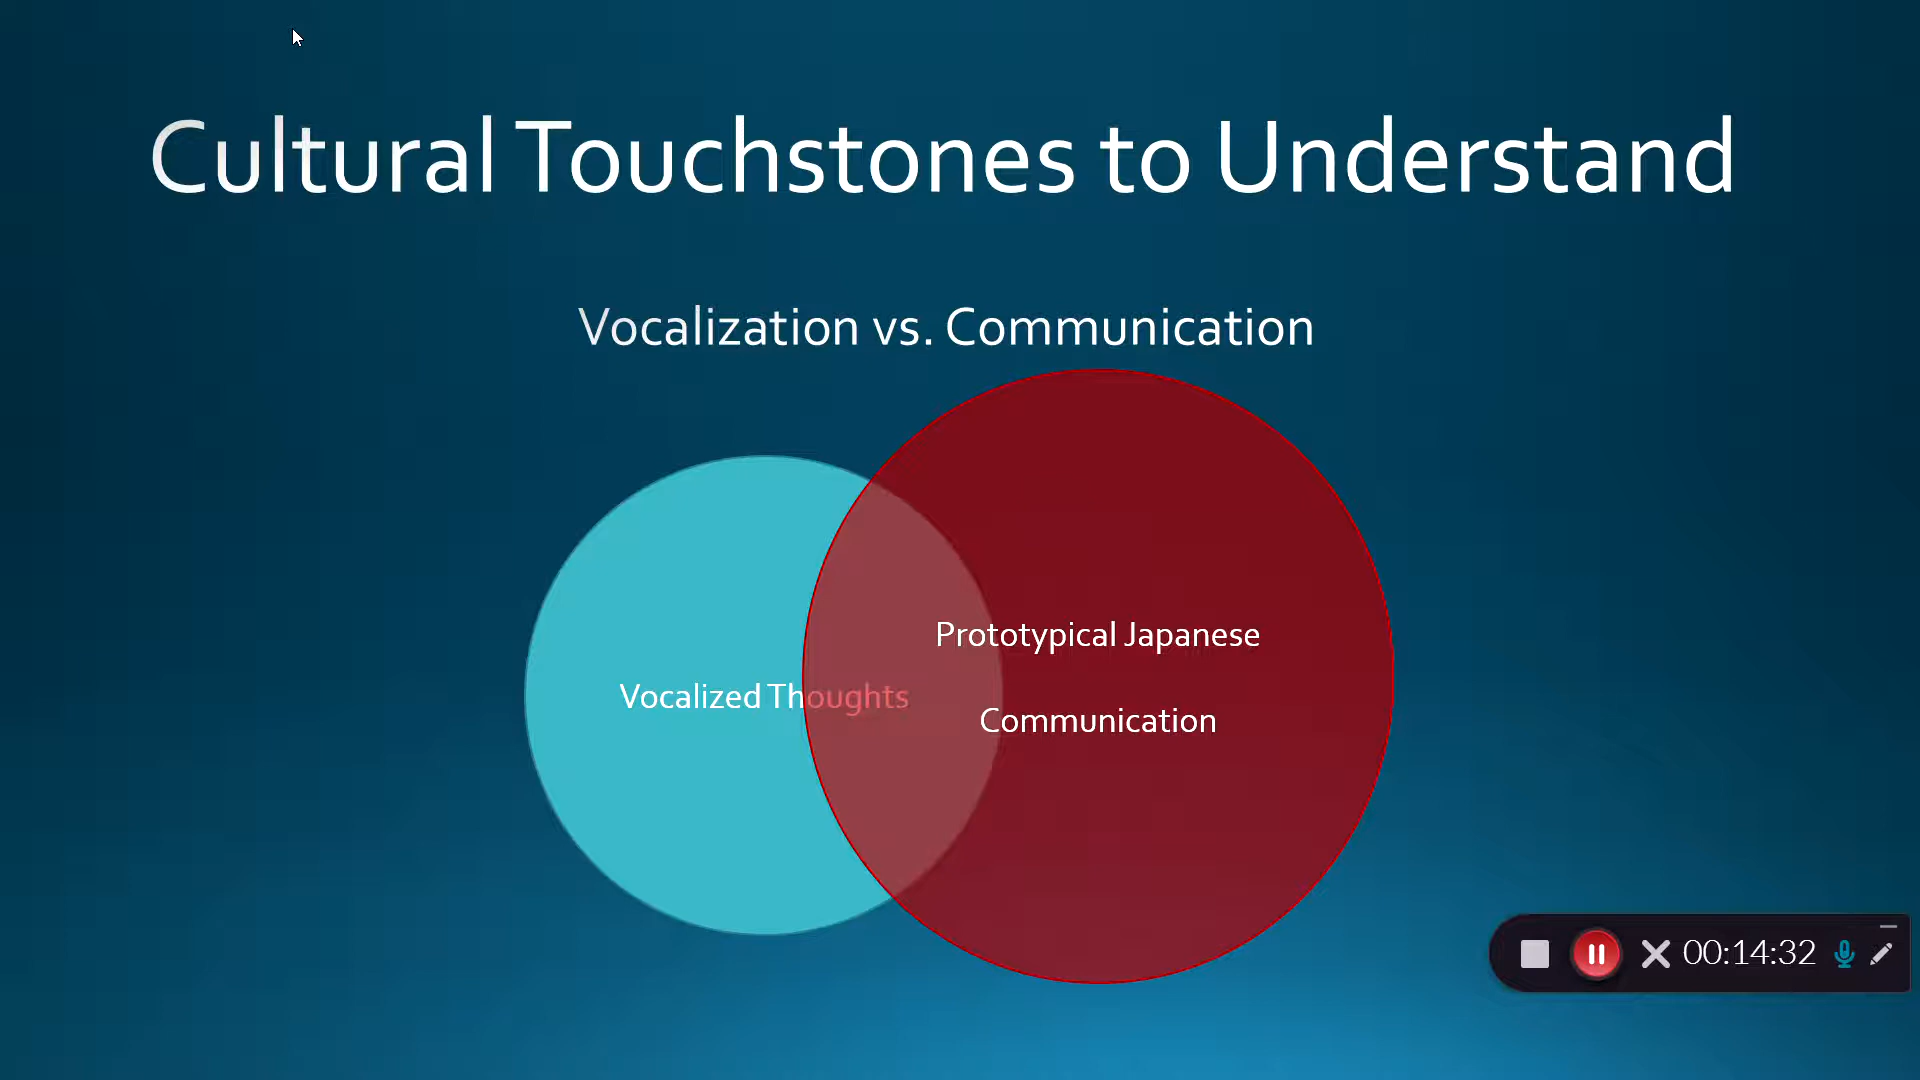 Cultural Touchstones to Understand
Vocalization vs. Communication
Prototypical Japanese
Vocalized Thoughts
Communication
00:14:32